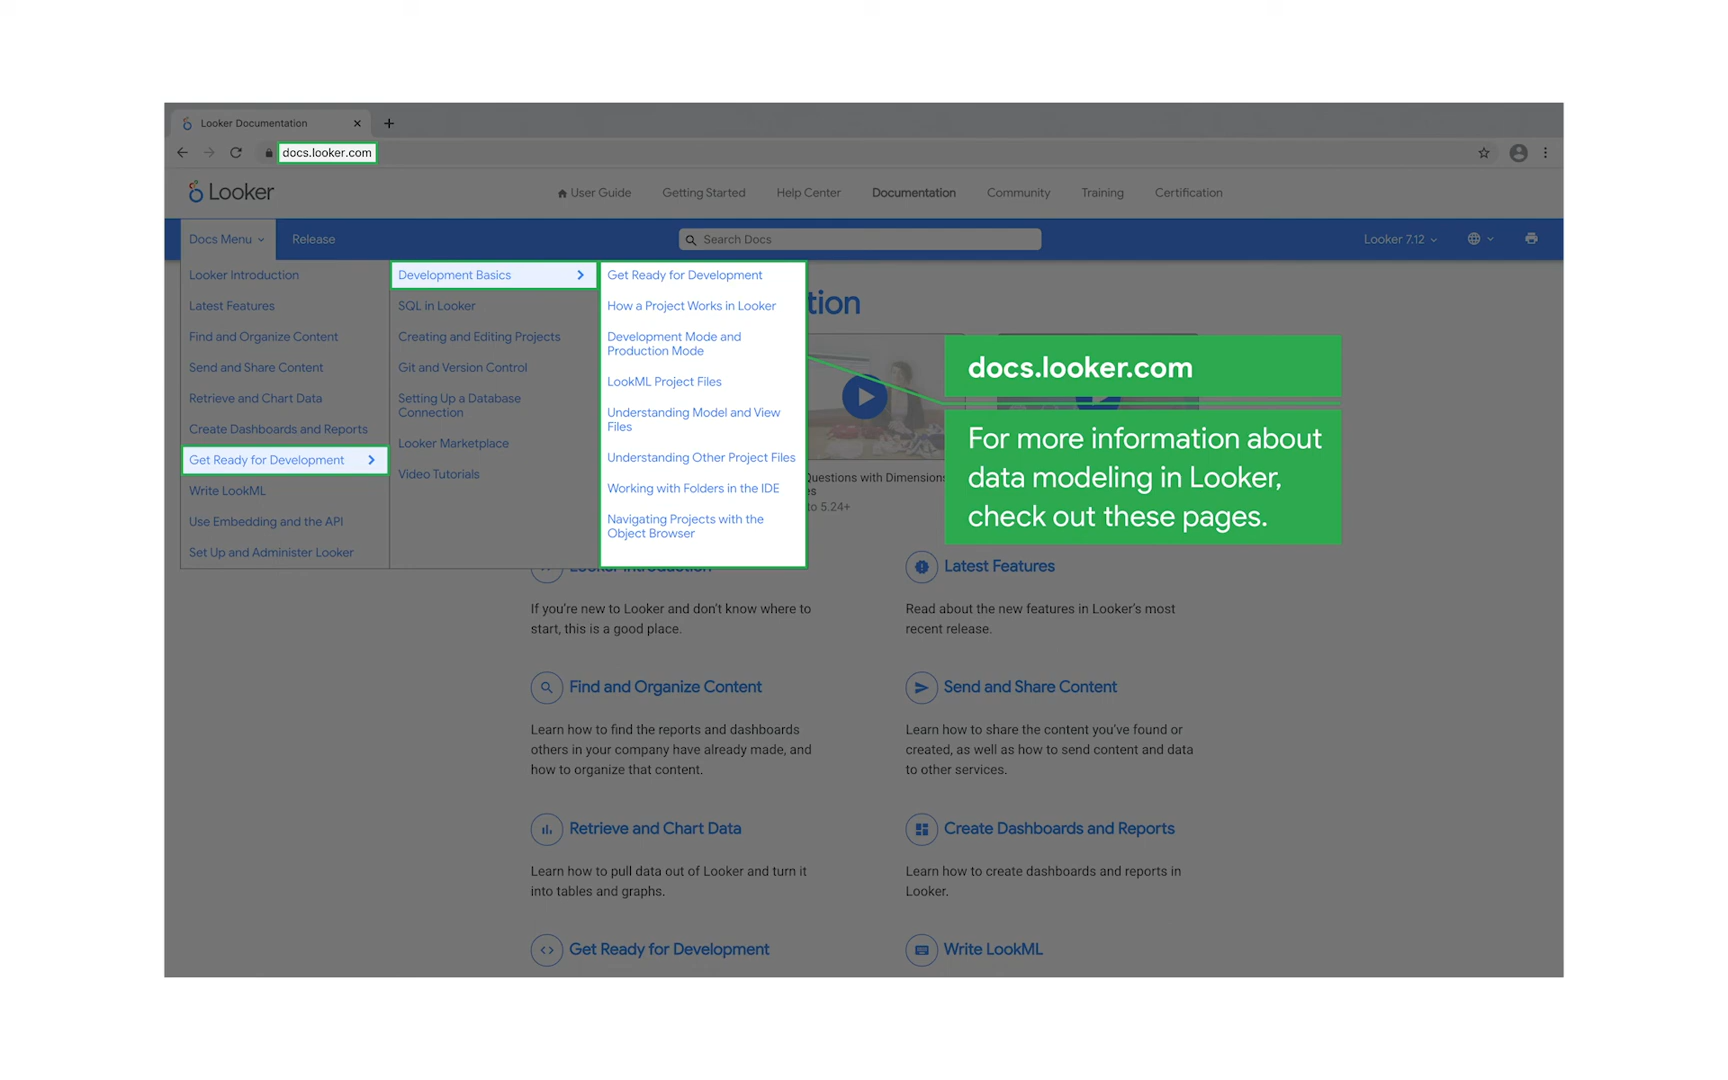 Looker Documentation
docs.looker.com
Looker
User Guide
Getting Started
Help Center
Documentation
Community
Training
Certification
Docs Menu
Release
Search Docs
Looker 7.12
Looker Introduction
Latest Features
Find and Organize Content
Send and Share Content
Retrieve and Chart Data
Create Dashboards and Reports
Get Ready for Development
Write LookML
Use Embedding and the API
Set Up and Administer Looker
Development Basics
SQL in Looker
Creating and Editing Projects
Git and Version Control
Setting Up a Database
Connection
Looker Marketplace
Video Tutorials
Get Ready for Development
How a Project Works in Looker
Development Mode and
Production Mode
LookML Project Files
Understanding Model and View
Files
Understanding Other Project Files
Working with Folders in the IDE
Navigating Projects with the
Object Browser
tion
docs.looker.com
For more information about
data modeling in Looker,
check out these pages.
Questions with Dimensions
es
to 5.24+
Looker Introduction
If you're new to Looker and don't know where to
start, this is a good place.
Latest Features
Read about the new features in Looker's most
recent release.
Find and Organize Content
Learn how to find the reports and dashboards
others in your company have already made, and
how to organize that content.
Send and Share Content
Learn how to share the content you've found or
created, as well as how to send content and data
to other services.
Retrieve and Chart Data
Learn how to pull data out of Looker and turn it
into tables and graphs.
Create Dashboards and Reports
Learn how to create dashboards and reports in
Looker.
Get Ready for Development
Write LookML